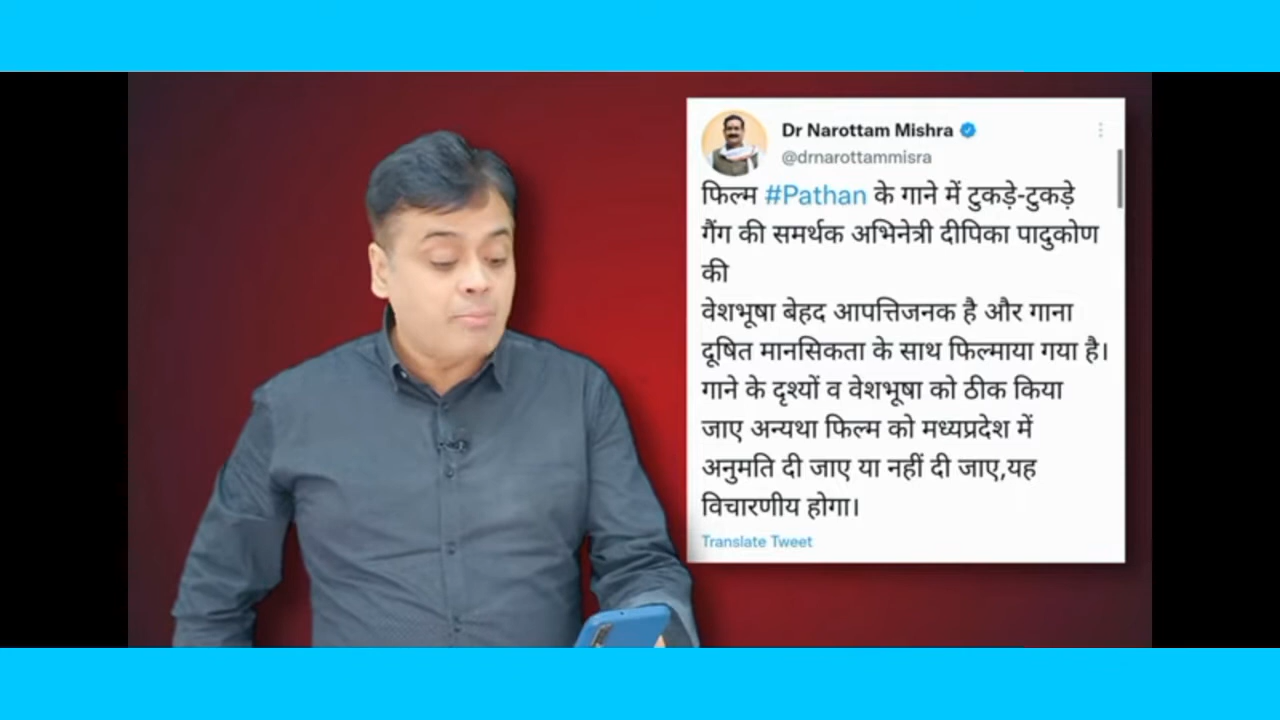 Dr Narottam Mishra
@drnarottammisra
फिल्म #Pathan के गाने में टुकड़े-टुकड़े
गैंग की समर्थक अभिनेत्री दीपिका पादुकोण
की
वेशभूषा बेहद आपत्तिजनक है और गाना
दूषित मानसिकता के साथ फिल्माया गया है।
गाने के दृश्यों व वेशभूषा को ठीक किया
जाए अन्यथा फिल्म को मध्यप्रदेश में
अनुमति दी जाए या नहीं दी जाए,यह
विचारणीय होगा।
Translate Tweet